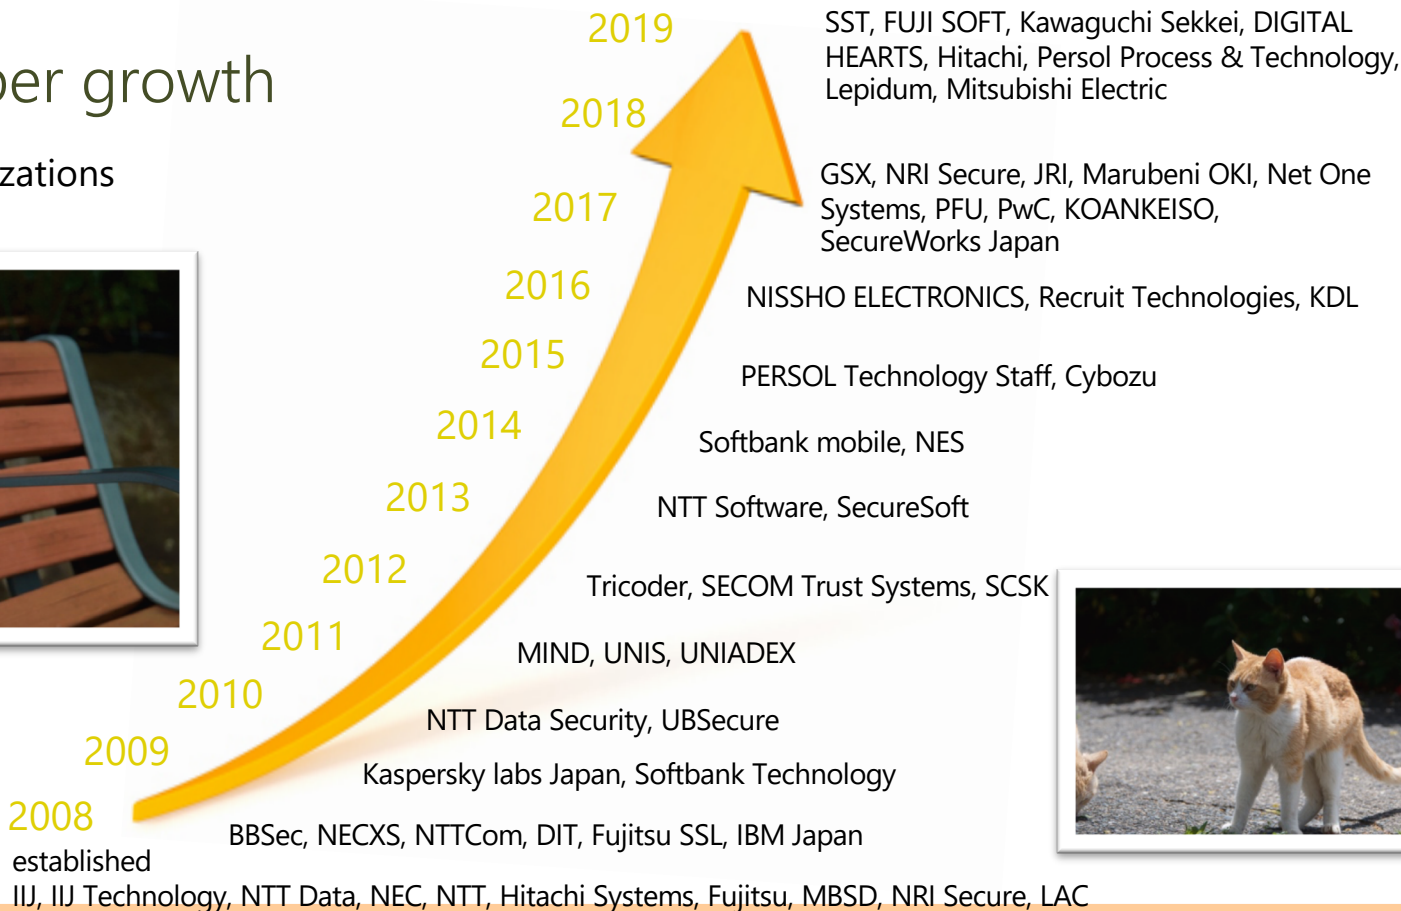 growth
2019
SST, FUJI SOFT, Kawaguchi Sekkei, DIGITAL
HEARTS, Hitachi, Persol Process & Technology,
Lepidum, Mitsubishi Electric
2018
2017
GSX, NRI Secure, JRI, Marubeni OKI, Net One
Systems, PFU, PwC, KOANKEISO,
SecureWorks Japan
2016
NISSHO ELECTRONICS, Recruit Technologies, KDL
2015
PERSOL Technology Staff, Cybozu
2014
Softbank mobile, NES
2013
NTT Software, SecureSoft
2012
Tricoder, SECOM Trust Systems, SCSK
2011
MIND, UNIS, UNIADEX
2010
NTT Data Security, UBSecure
2009
Kaspersky labs Japan, Softbank Technology
2008
BBSec, NECXS, NTTCom, DIT, Fujitsu SSL, IBM Japan
established
IIJ, IIJ Technology, NTT Data, NEC, NTT, Hitachi Systems, Fujitsu, MBSD, NRI Secure, LAC